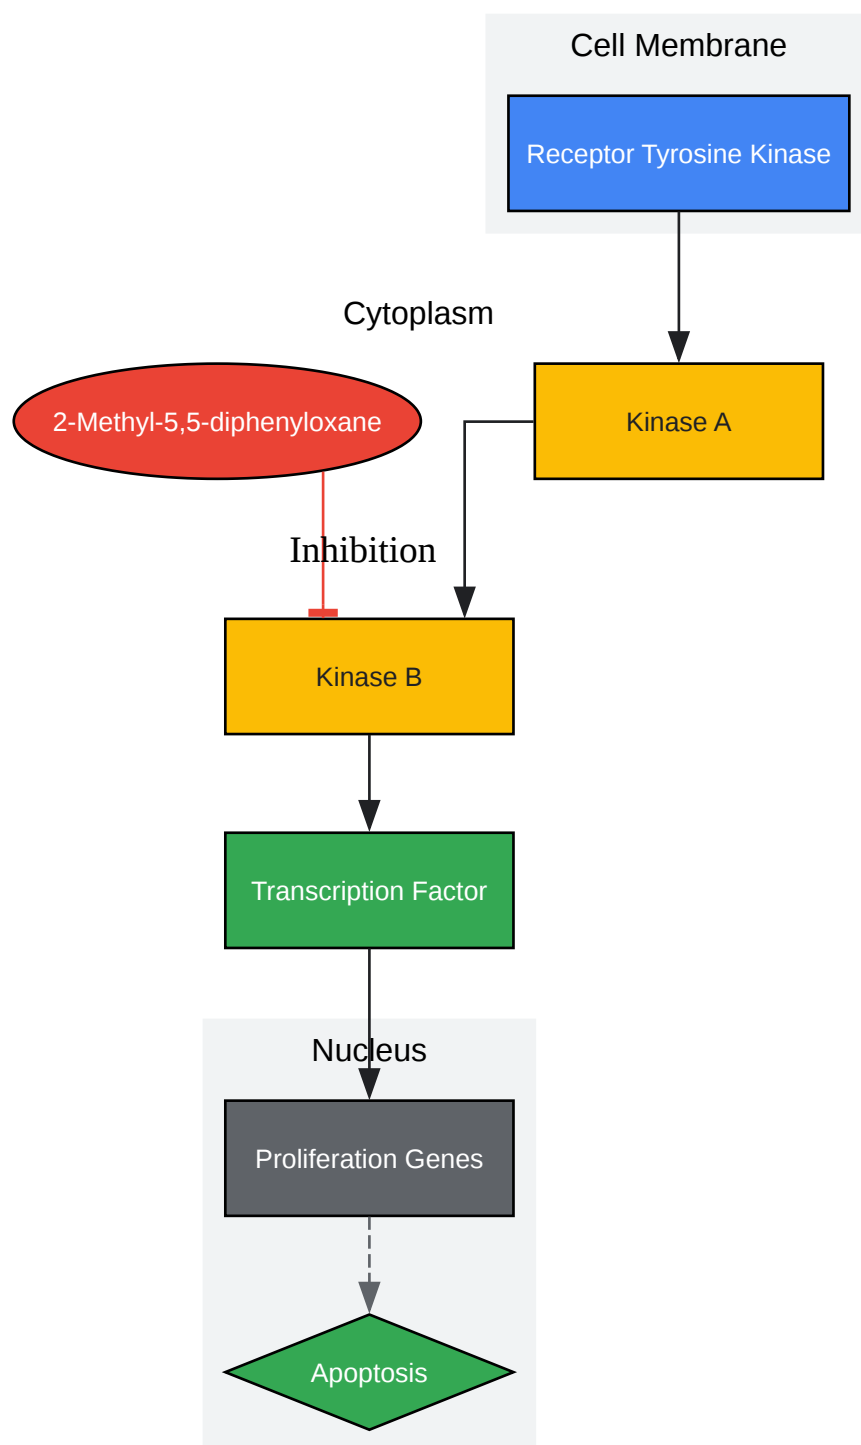 Cell Membrane
Receptor Tyrosine Kinase
Cytoplasm
2-Methyl-5,5-diphenyloxane
Kinase A
Inhibition
Kinase B
Transcription Factor
Nucleus
Proliferation Genes
Apoptosis